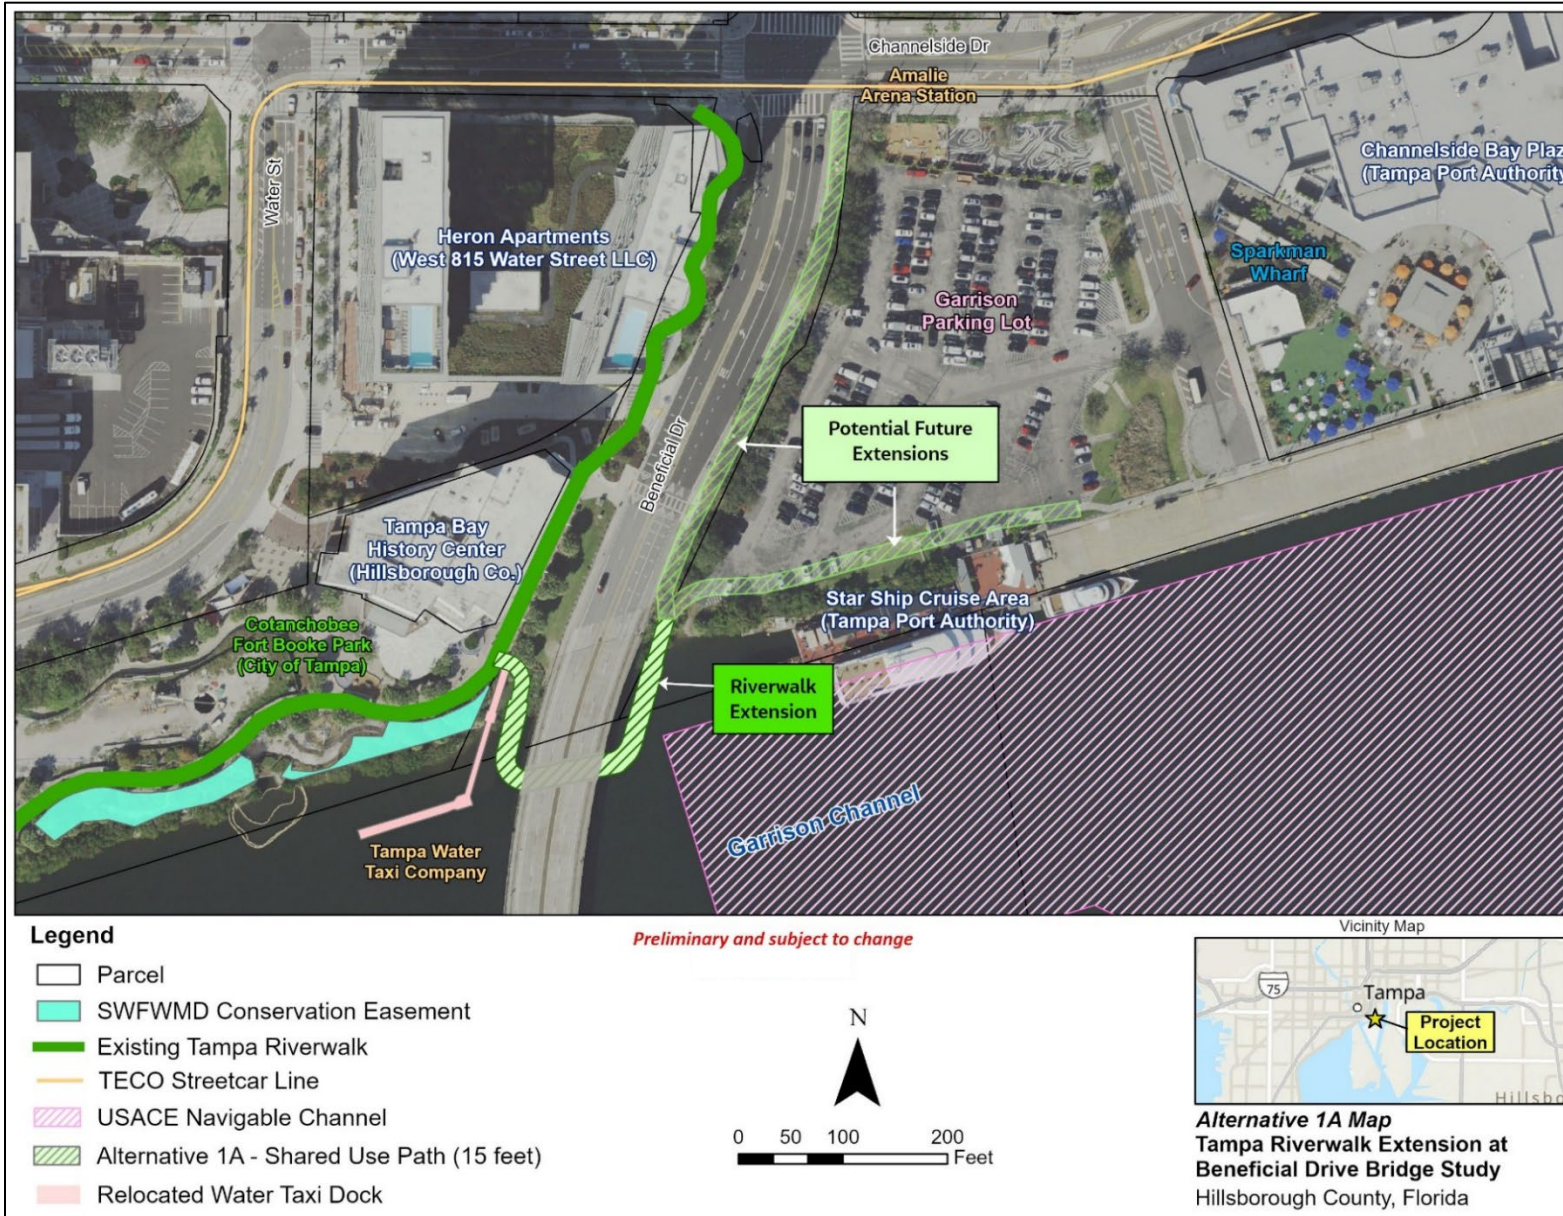 Channelside Dr
Amalie
Arena Station
Channelside Bay Plaz
(Tampa Port Authority
Water St
Heron Apartments
(West 815 Water Street LLC)
Sparkman
Wharf
Garrison
Parking Lot
Beneficial Dr
Potential Future
Extensions
Tampa Bay
History Center
(Hillsborough Co.)
Star Ship Cruise Area
(Tampa Port Authority)
Cotanchobee
Fort Booke Park
(City of Tampa)
Riverwalk
Extension
Garrison Channel
Tampa Water
Taxi Company
Legend
Parcel
SWFWMD Conservation Easement
Existing Tampa Riverwalk
TECO Streetcar Line
USACE Navigable Channel
Alternative 1A - Shared Use Path (15 feet)
Relocated Water Taxi Dock
Preliminary and subject to change
N
0 50 100 200
Feet
Vicinity Map
75
Tampa
Project
Location
Hillsbo
Alternative 1A Map
Tampa Riverwalk Extension at
Beneficial Drive Bridge Study
Hillsborough County, Florida